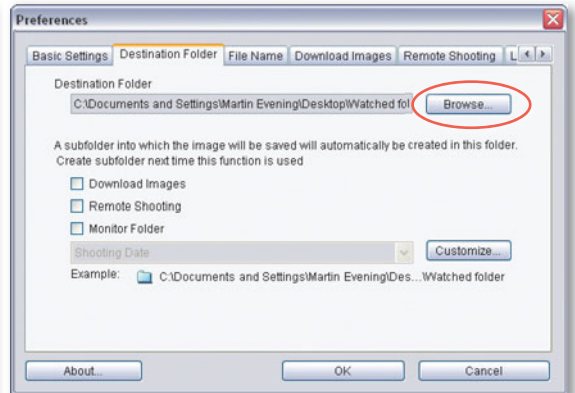 Preferences
Basic Settings Destination Folder File Name Download Images Remote Shooting L
Destination Folder
C:\Documents and Settings\Martin Evening\Desktop\Watched fol Browse...
A subfolder into which the image will be saved will automatically be created in this folder.
Create subfolder next time this function is used
Download Images
Remote Shooting
Monitor Folder
Shooting Date Customize...
Example: C:\Documents and Settings\Martin Evening\Des...\Watched folder
About... OK Cancel